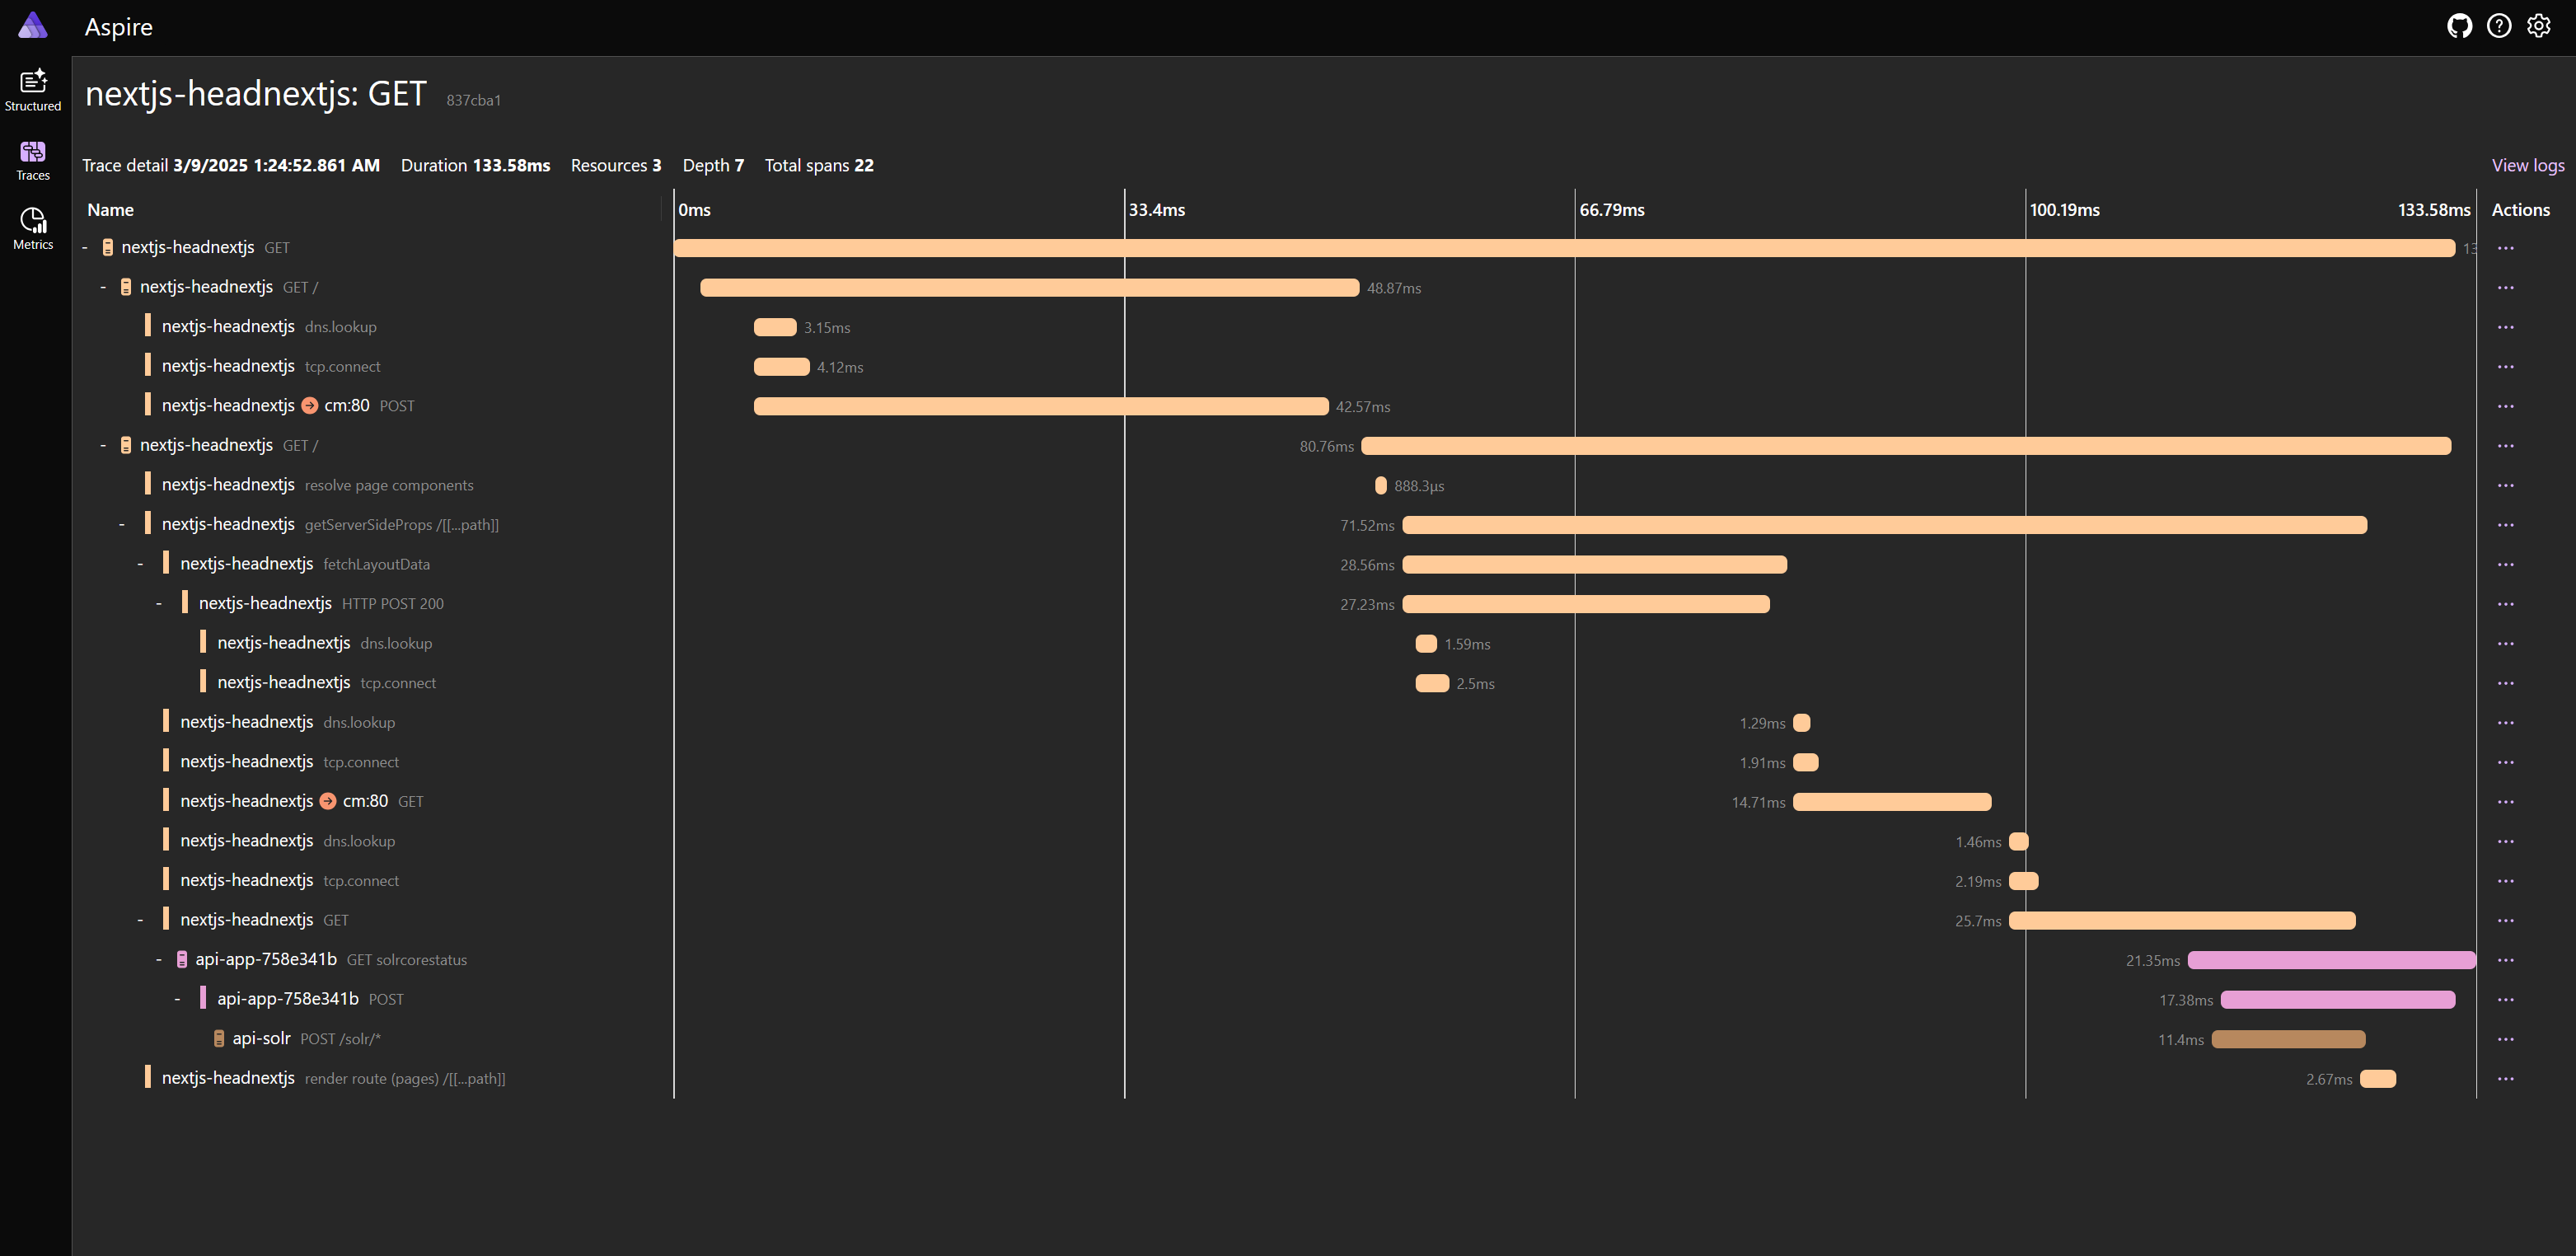 Aspire
Structured
Traces
Metrics
nextjs-headnextjs: GET 837cba1
Trace detail 3/9/2025 1:24:52.861 AM Duration 133.58ms Resources 3 Depth 7 Total spans 22 View logs
Name 0ms 33.4ms 66.79ms 100.19ms 133.58ms Actions
- nextjs-headnextjs GET 13
- nextjs-headnextjs GET / 48.87ms
nextjs-headnextjs dns.lookup 3.15ms
nextjs-headnextjs tcp.connect 4.12ms
nextjs-headnextjs cm:80 POST 42.57ms
- nextjs-headnextjs GET / 80.76ms
nextjs-headnextjs resolve page components 888.3µs
- nextjs-headnextjs getServerSideProps /[[...path]] 71.52ms
- nextjs-headnextjs fetchLayoutData 28.56ms
- nextjs-headnextjs HTTP POST 200 27.23ms
nextjs-headnextjs dns.lookup 1.59ms
nextjs-headnextjs tcp.connect 2.5ms
nextjs-headnextjs dns.lookup 1.29ms
nextjs-headnextjs tcp.connect 1.91ms
nextjs-headnextjs cm:80 GET 14.71ms
nextjs-headnextjs dns.lookup 1.46ms
nextjs-headnextjs tcp.connect 2.19ms
- nextjs-headnextjs GET 25.7ms
- api-app-758e341b GET solrcorestatus 21.35ms
- api-app-758e341b POST 17.38ms
api-solr POST /solr/* 11.4ms
nextjs-headnextjs render route (pages) /[[...path]] 2.67ms